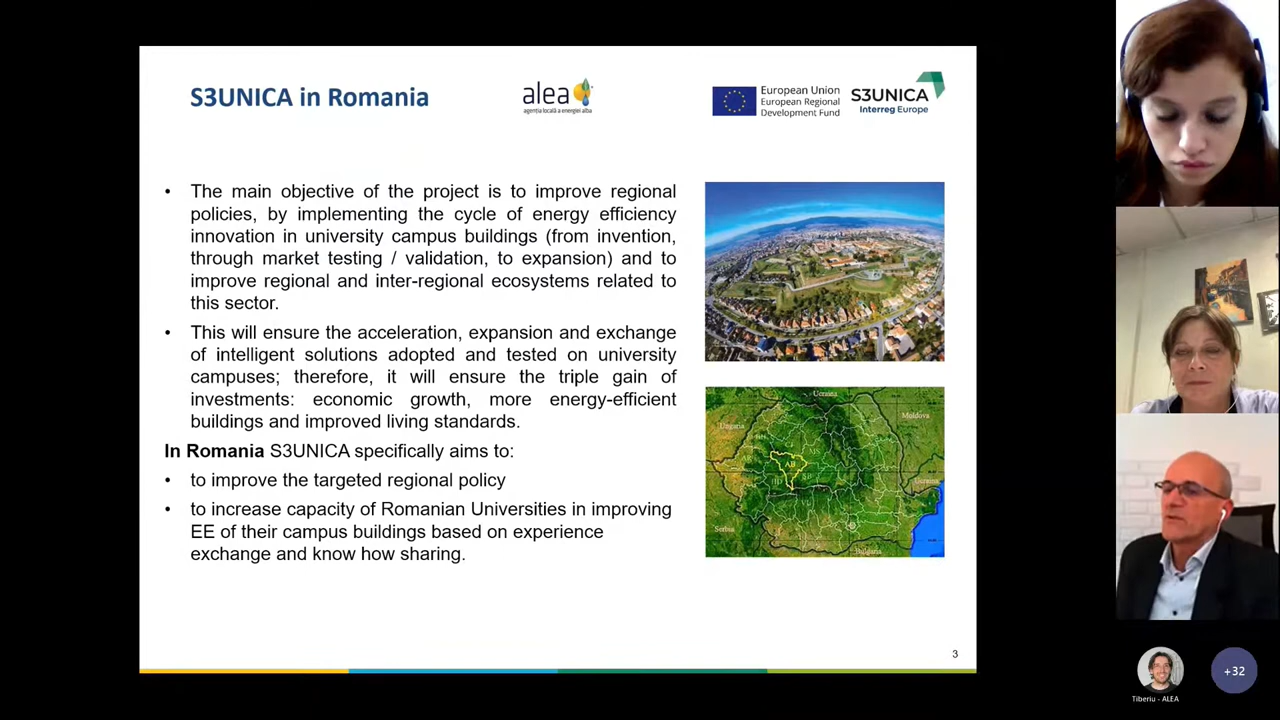 S3UNICA in Romania
alea
agenția locală a energiei alba
European Union
European Regional
Development Fund
S3UNICA
Interreg Europe
• The main objective of the project is to improve regional
policies, by implementing the cycle of energy efficiency
innovation in university campus buildings (from invention,
through market testing / validation, to expansion) and to
improve regional and inter-regional ecosystems related to
this sector.
• This will ensure the acceleration, expansion and exchange
of intelligent solutions adopted and tested on university
campuses; therefore, it will ensure the triple gain of
investments: economic growth, more energy-efficient
buildings and improved living standards.
In Romania S3UNICA specifically aims to:
• to improve the targeted regional policy
• to increase capacity of Romanian Universities in improving
EE of their campus buildings based on experience
exchange and know how sharing.
Ucraina
Moldova
Ungaria
AB
Ucraina
Serbia
Bulgaria
3
Tiberiu - ALEA
+32